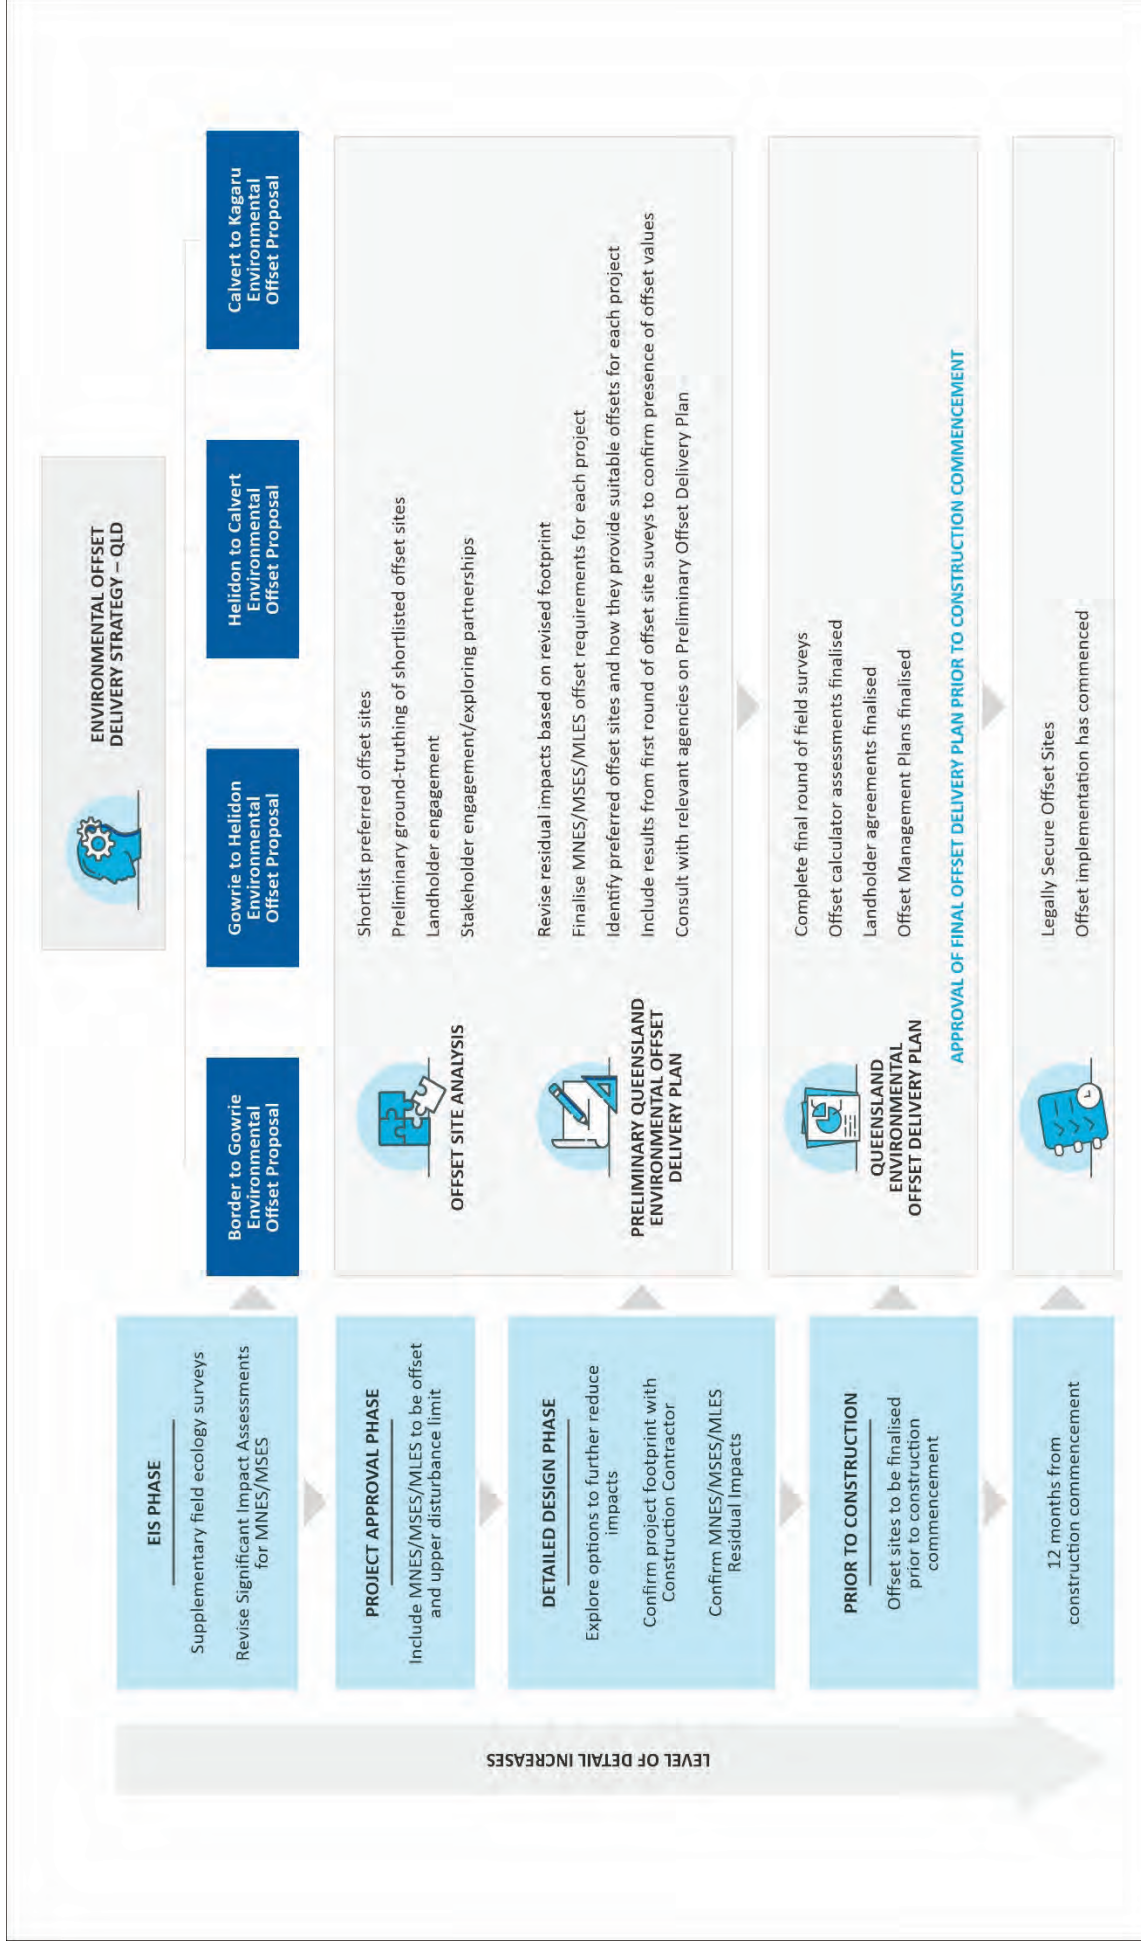 ENVIRONMENTAL OFFSET
DELIVERY STRATEGY – QLD
Border to Gowrie
Environmental
Offset Proposal
Gowrie to Helidon
Environmental
Offset Proposal
Helidon to Calvert
Environmental
Offset Proposal
Calvert to Kagaru
Environmental
Offset Proposal
LEVEL OF DETAIL INCREASES
EIS PHASE
Supplementary field ecology surveys
Revise Significant Impact Assessments
for MNES/MSES
PROJECT APPROVAL PHASE
Include MNES/MSES/MLES to be offset
and upper disturbance limit
DETAILED DESIGN PHASE
Explore options to further reduce
impacts
Confirm project footprint with
Construction Contractor
Confirm MNES/MSES/MLES
Residual Impacts
PRIOR TO CONSTRUCTION
Offset sites to be finalised
prior to construction
commencement
12 months from
construction commencement
OFFSET SITE ANALYSIS
Shortlist preferred offset sites
Preliminary ground-truthing of shortlisted offset sites
Landholder engagement
Stakeholder engagement/exploring partnerships
PRELIMINARY QUEENSLAND
ENVIRONMENTAL OFFSET
DELIVERY PLAN
Revise residual impacts based on revised footprint
Finalise MNES/MSES/MLES offset requirements for each project
Identify preferred offset sites and how they provide suitable offsets for each project
Include results from first round of offset site suveys to confirm presence of offset values
Consult with relevant agencies on Preliminary Offset Delivery Plan
QUEENSLAND
ENVIRONMENTAL
OFFSET DELIVERY PLAN
Complete final round of field surveys
Offset calculator assessments finalised
Landholder agreements finalised
Offset Management Plans finalised
APPROVAL OF FINAL OFFSET DELIVERY PLAN PRIOR TO CONSTRUCTION COMMENCEMENT
Legally Secure Offset Sites
Offset implementation has commenced